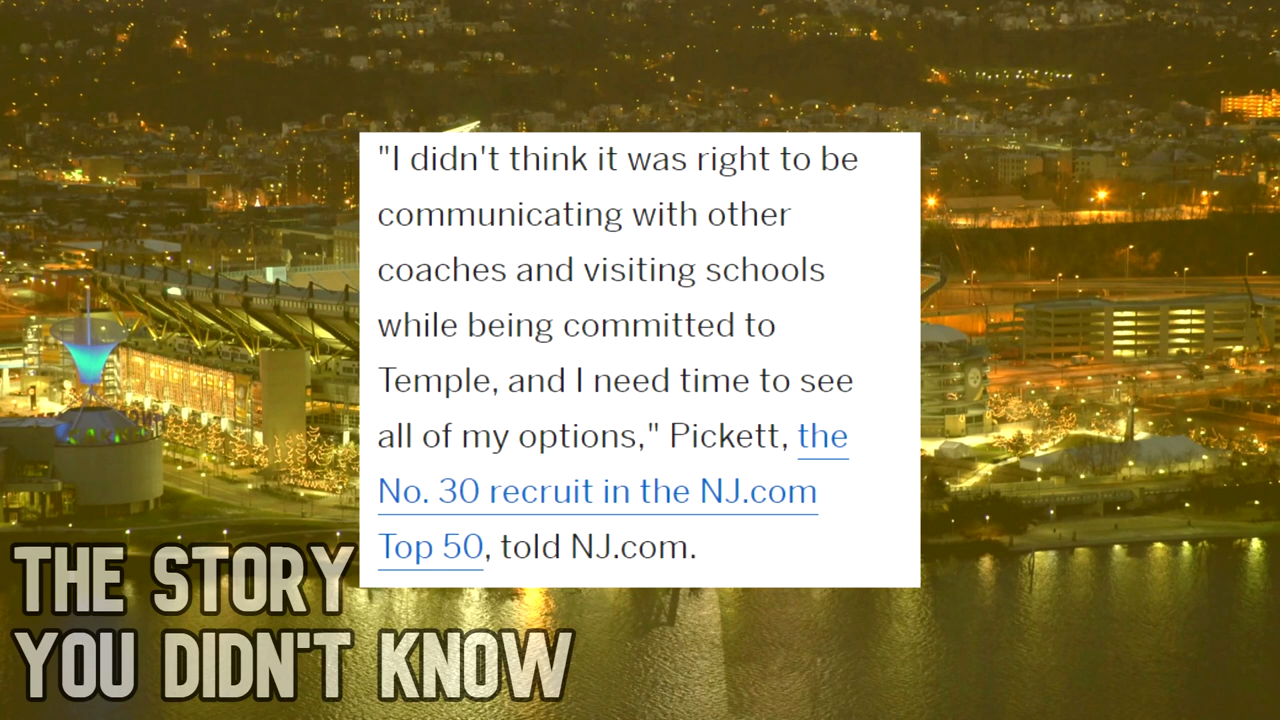 "I didn't think it was right to be
communicating with other
coaches and visiting schools
while being committed to
Temple, and I need time to see
all of my options," Pickett, the
No. 30 recruit in the NJ.com
Top 50, told NJ.com.
THE STORY
YOU DIDN'T KNOW